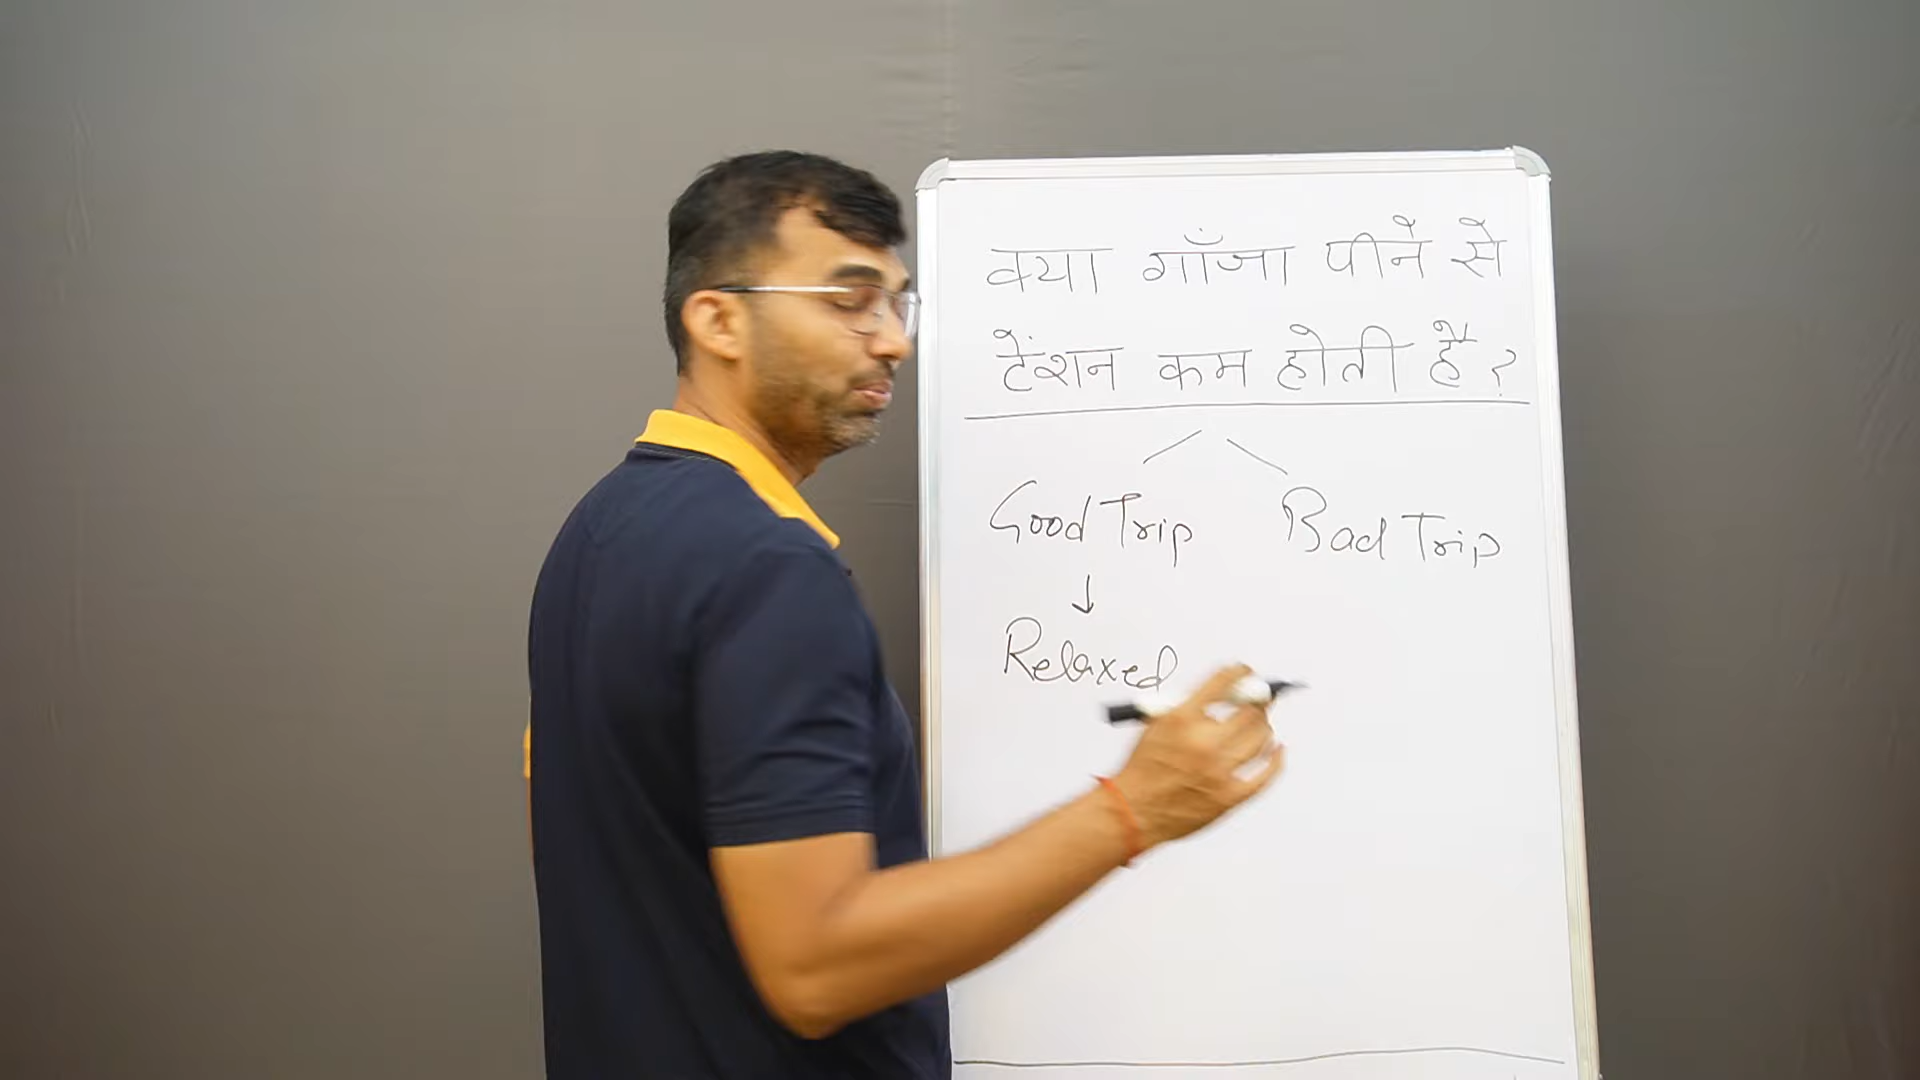 क्या गाँजा पीने से
टेंशन कम होती है?
Good Trip
Bad Trip
Relaxed